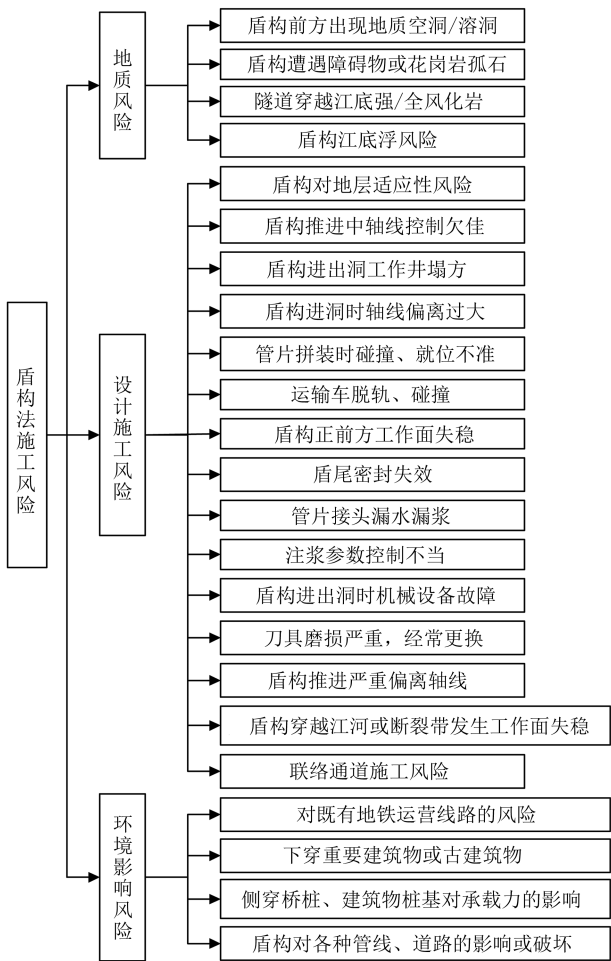 盾构法施工风险
地质风险
盾构前方出现地质空洞/溶洞
盾构遭遇障碍物或花岗岩孤石
隧道穿越江底强/全风化岩
盾构江底浮风险
设计施工风险
盾构对地层适应性风险
盾构推进中轴线控制欠佳
盾构进出洞工作井塌方
盾构进洞时轴线偏离过大
管片拼装时碰撞、就位不准
运输车脱轨、碰撞
盾构正前方工作面失稳
盾尾密封失效
管片接头漏水漏浆
注浆参数控制不当
盾构进出洞时机械设备故障
刀具磨损严重，经常更换
盾构推进严重偏离轴线
盾构穿越江河或断裂带发生工作面失稳
联络通道施工风险
环境影响风险
对既有地铁运营线路的风险
下穿重要建筑物或古建筑物
侧穿桥桩、建筑物桩基对承载力的影响
盾构对各种管线、道路的影响或破坏